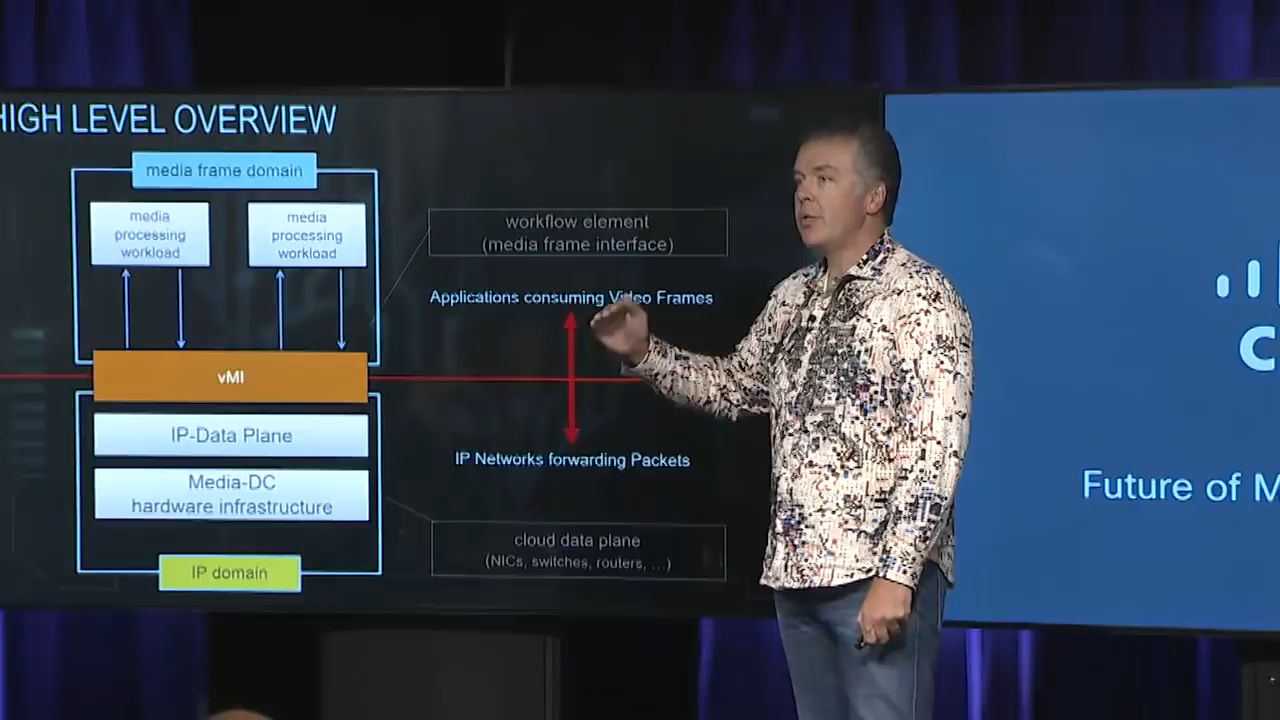 HIGH LEVEL OVERVIEW
media frame domain
media
processing
workload
media
processing
workload
workflow element
(media frame interface)
Applications consuming Video Frames
vMI
IP-Data Plane
IP Networks forwarding Packets
Media-DC
hardware infrastructure
cloud data plane
(NICs, switches, routers, ...)
IP domain
Future of M